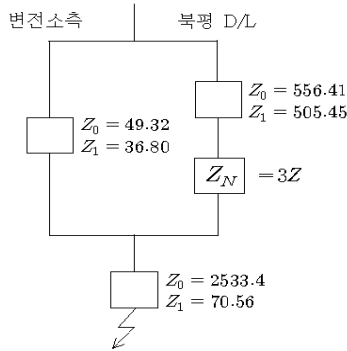 변전소측 북평 D/L
Z₀ = 556.41
Z₁ = 505.45
Z₀ = 49.32
Z₁ = 36.80
Z_N = 3Z
Z₀ = 2533.4
Z₁ = 70.56